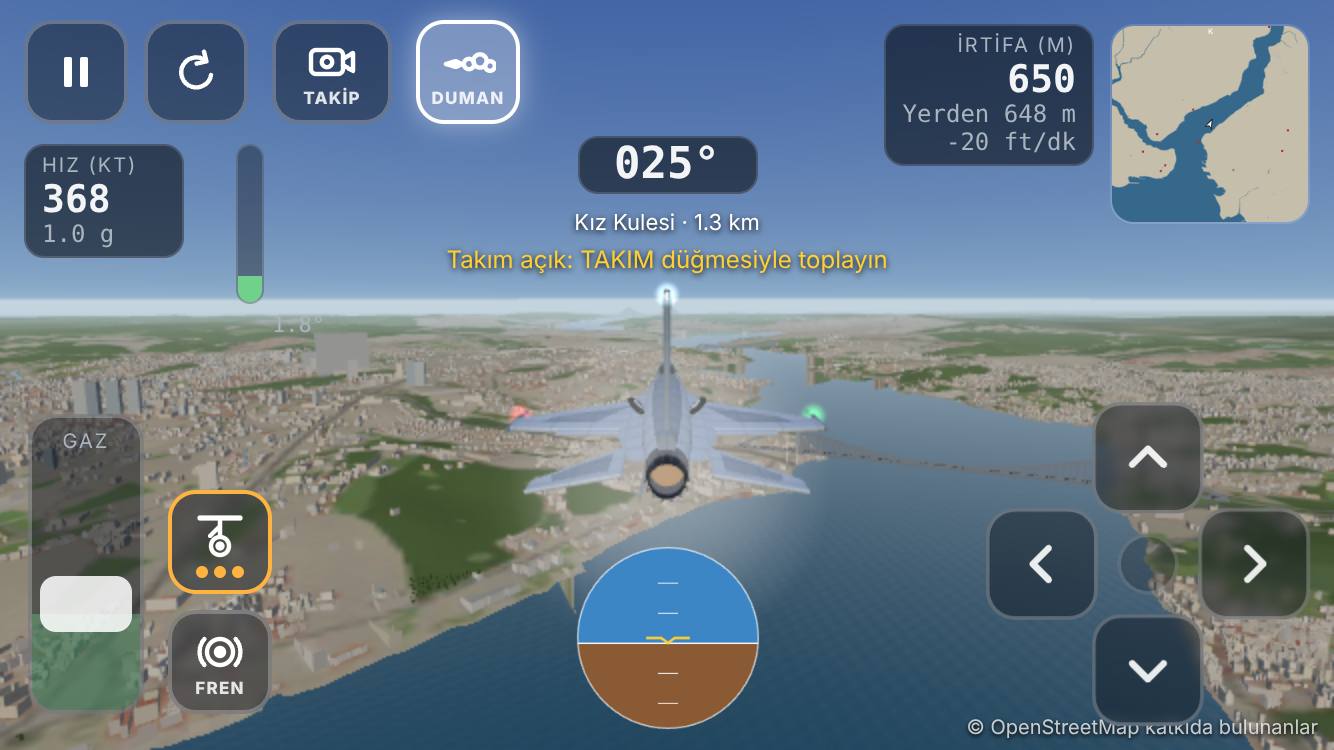 TAKİP
DUMAN
HIZ (KT)
368
1.0 g
1.8°
025°
Kız Kulesi · 1.3 km
Takım açık: TAKIM düğmesiyle toplayın
İRTİFA (M)
650
Yerden 648 m
-20 ft/dk
K
GAZ
FREN
© OpenStreetMap katkıda bulunanlar